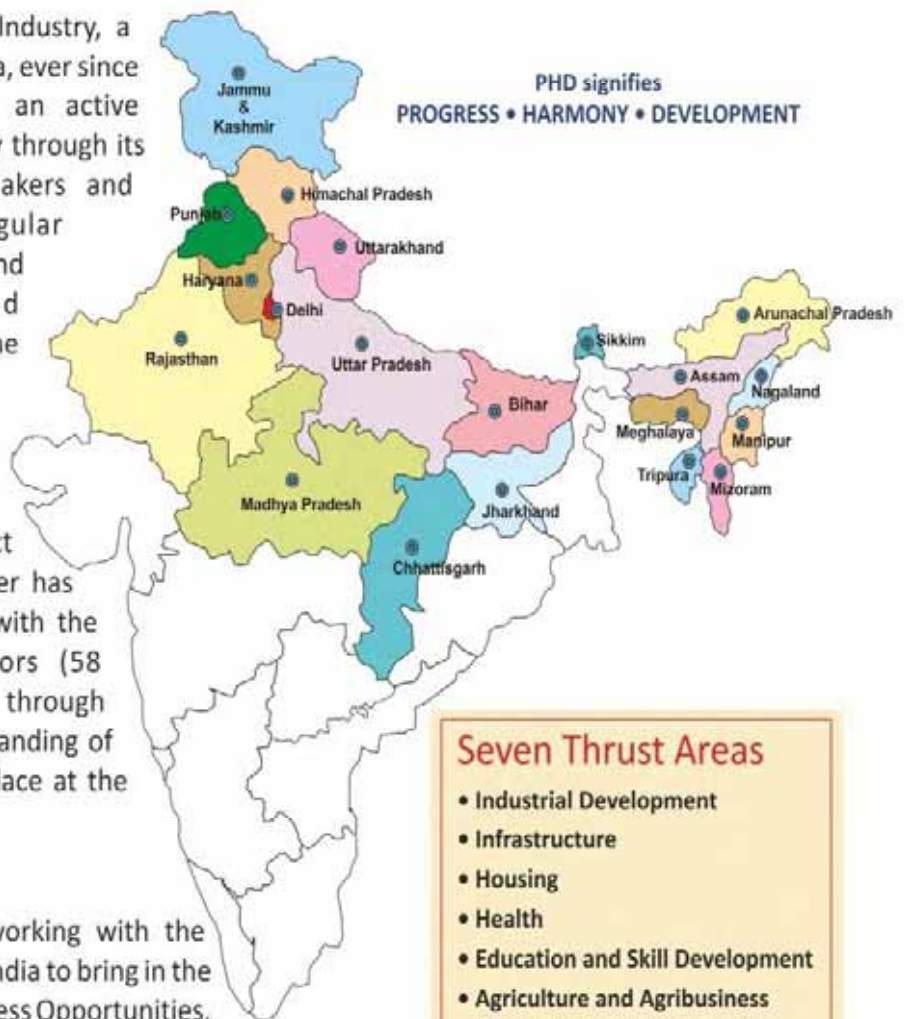 Industry, a
, ever since
an active
through its
akers and
gular
nd
d
ne
ct
er has
with the
ors (58
through
anding of
lace at the
working with the
ndia to bring in the
ess Opportunities.
PHD signifies
PROGRESS • HARMONY • DEVELOPMENT
Jammu
&
Kashmir
Himachal Pradesh
Punjab
Uttarakhand
Haryana
Delhi
Rajasthan
Uttar Pradesh
Bihar
Sikkim
Arunachal Pradesh
Assam
Nagaland
Meghalaya
Manipur
Tripura
Mizoram
Madhya Pradesh
Jharkhand
Chhattisgarh
Seven Thrust Areas
• Industrial Development
• Infrastructure
• Housing
• Health
• Education and Skill Development
• Agriculture and Agribusiness